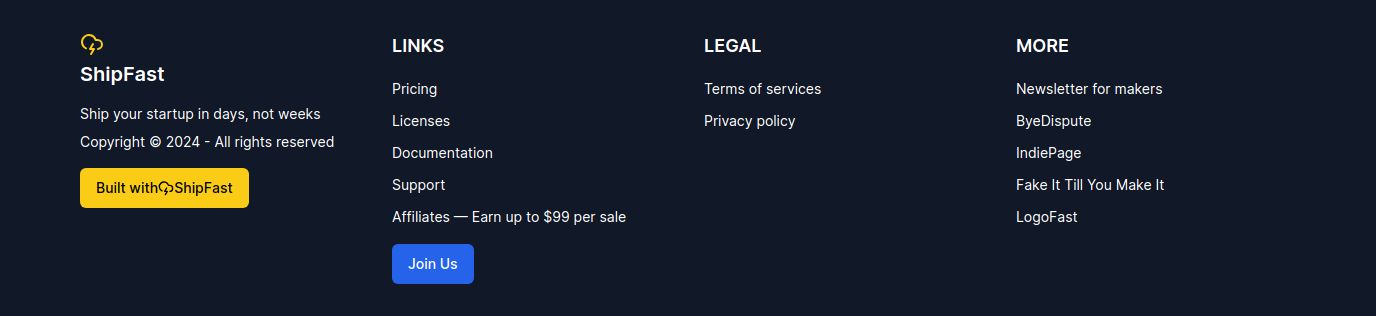 ShipFast
Ship your startup in days, not weeks
Copyright © 2024 - All rights reserved
Built with ShipFast
LINKS
Pricing
Licenses
Documentation
Support
Affiliates — Earn up to $99 per sale
Join Us
LEGAL
Terms of services
Privacy policy
MORE
Newsletter for makers
ByeDispute
IndiePage
Fake It Till You Make It
LogoFast